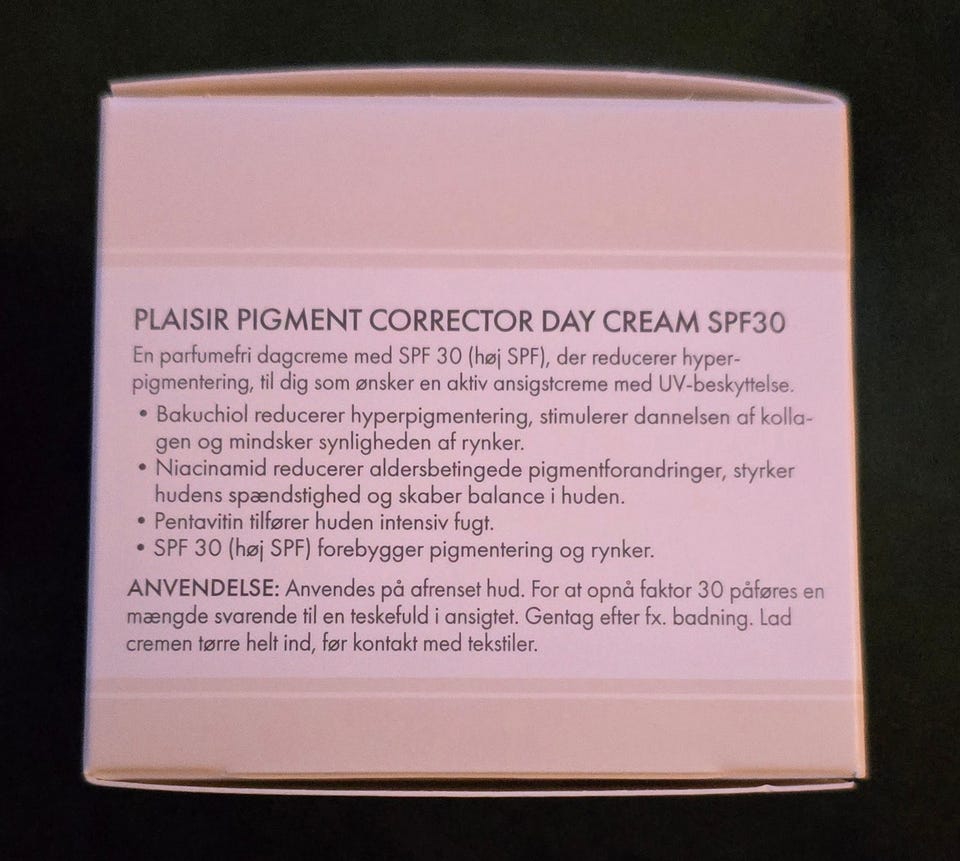 PLAISIR PIGMENT CORRECTOR DAY CREAM SPF30
En parfumefri dagcreme med SPF 30 (høj SPF), der reducerer hyper-
pigmentering, til dig som ønsker en aktiv ansigstcreme med UV-beskyttelse.
• Bakuchiol reducerer hyperpigmentering, stimulerer dannelsen af kolla-
gen og mindsker synligheden af rynker.
• Niacinamid reducerer aldersbetingede pigmentforandringer, styrker
hudens spændstighed og skaber balance i huden.
• Pentavitin tilfører huden intensiv fugt.
• SPF 30 (høj SPF) forebygger pigmentering og rynker.
ANVENDELSE: Anvendes på afrenset hud. For at opnå faktor 30 påføres en
mængde svarende til en teskefuld i ansigtet. Gentag efter fx. badning. Lad
cremen tørre helt ind, før kontakt med tekstiler.